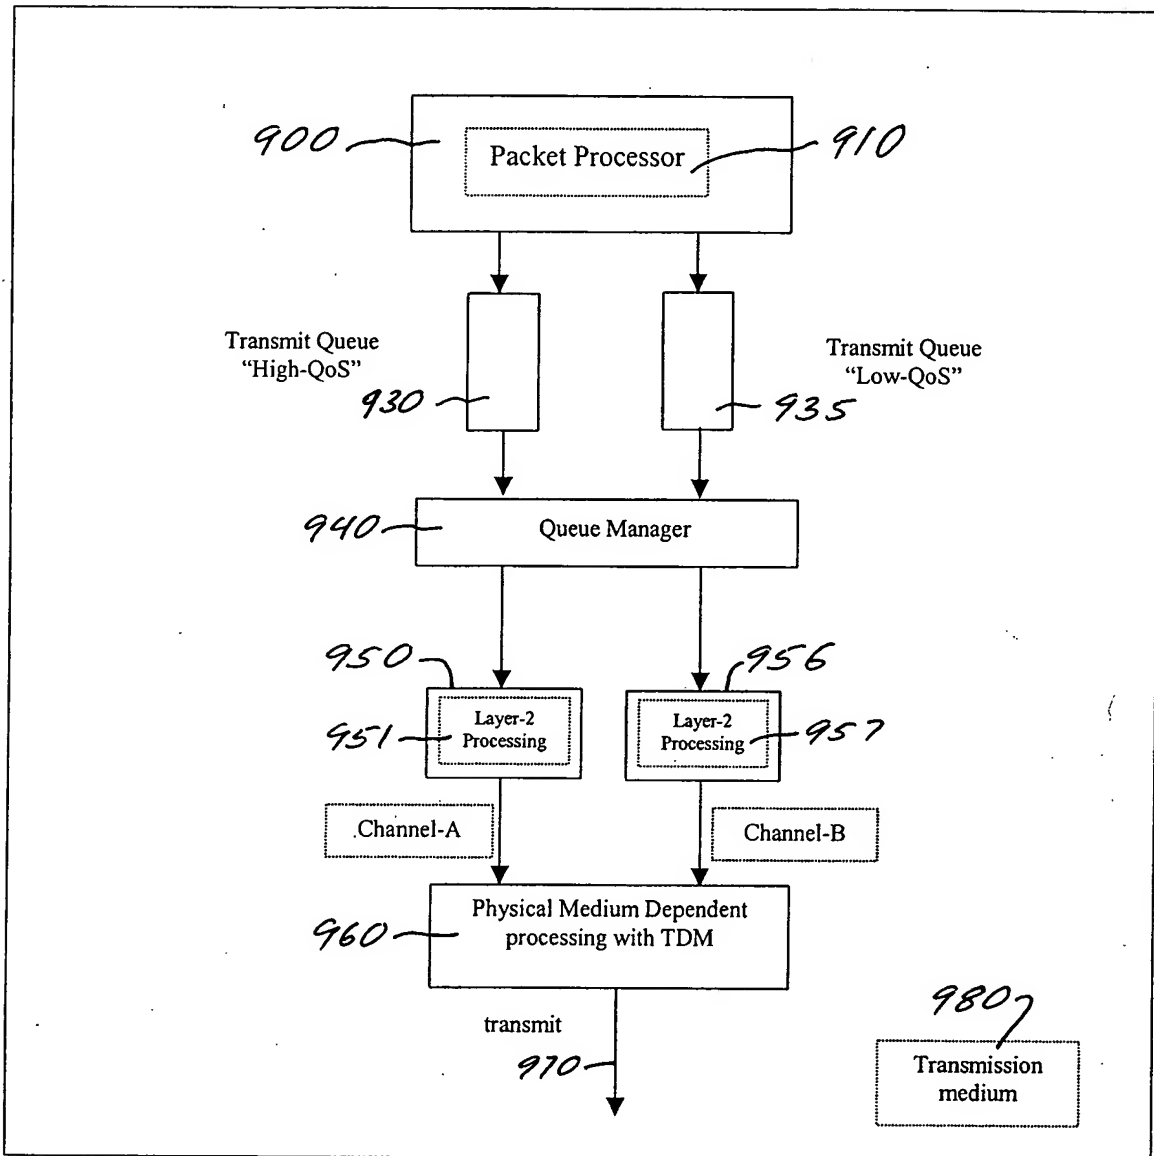 900
Packet Processor
910
Transmit Queue
“High-QoS”
930
Transmit Queue
“Low-QoS”
935
940
Queue Manager
950
956
951
Layer-2
Processing
Layer-2
Processing
957
.Channel-A
Channel-B
960
Physical Medium Dependent
processing with TDM
transmit
970
980
Transmission
medium